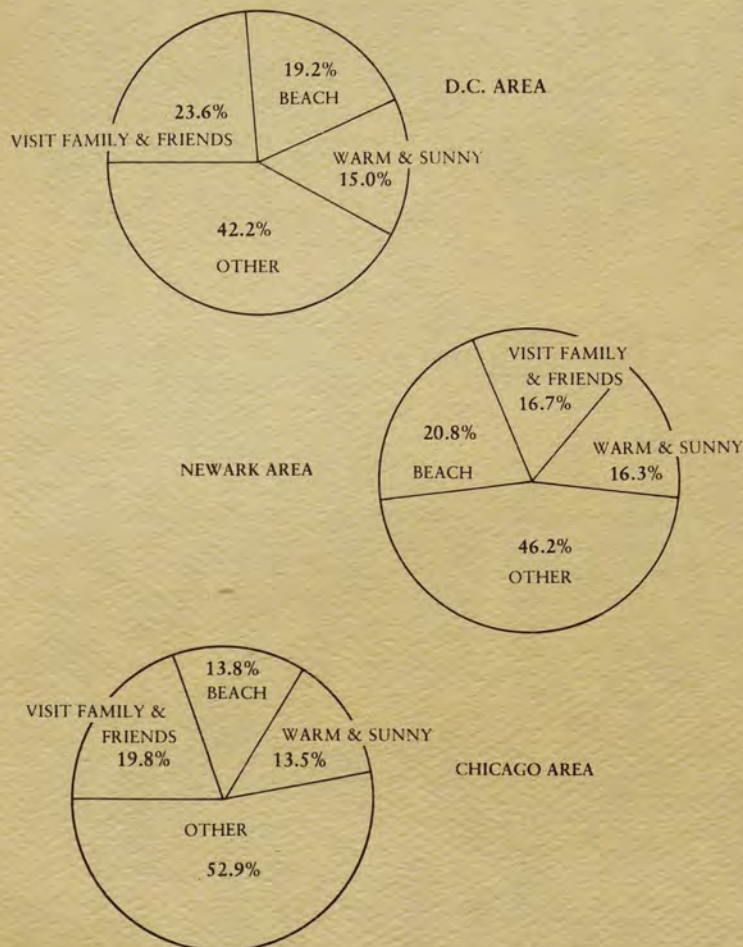 19.2%
BEACH
D.C. AREA
23.6%
VISIT FAMILY & FRIENDS
WARM & SUNNY
15.0%
42.2%
OTHER
VISIT FAMILY
& FRIENDS
16.7%
20.8%
BEACH
WARM & SUNNY
16.3%
NEWARK AREA
46.2%
OTHER
13.8%
BEACH
VISIT FAMILY &
FRIENDS
19.8%
WARM & SUNNY
13.5%
CHICAGO AREA
OTHER
52.9%